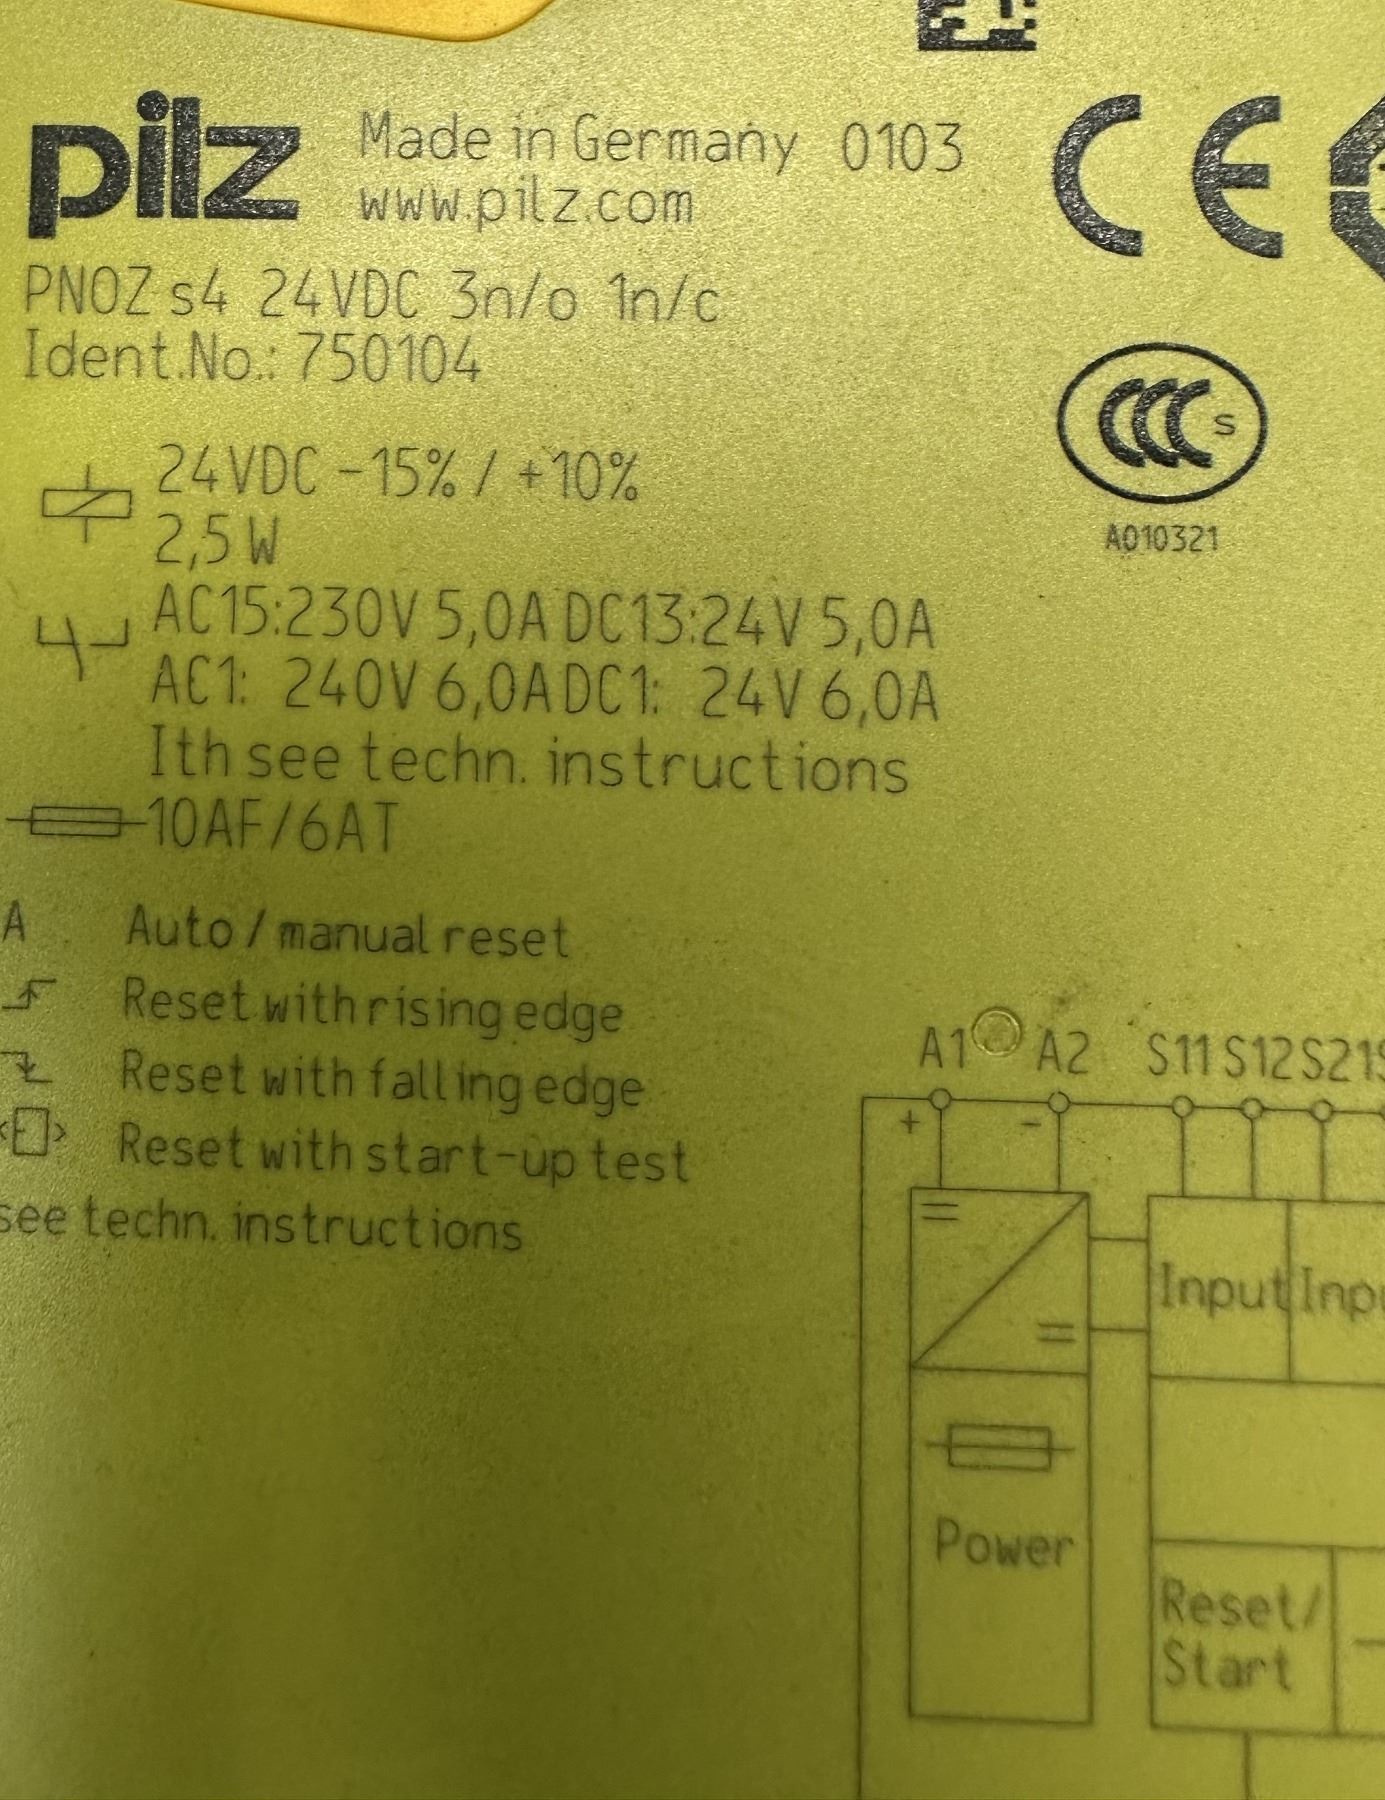 pilz Made in Germany 0103
www.pilz.com
CE
PNOZ s4 24VDC 3n/o 1n/c
Ident.No.: 750104
CCC S
A010321
24VDC -15% / +10%
2,5 W
AC15:230V 5,0A DC13:24V 5,0A
AC1: 240V 6,0A DC1: 24V 6,0A
Ith see techn. instructions
10AF/6AT
A Auto / manual reset
Reset with rising edge
Reset with falling edge
Reset with start-up test
see techn. instructions
A1 A2 S11 S12 S21
+ -
Input
Power
Reset/
Start